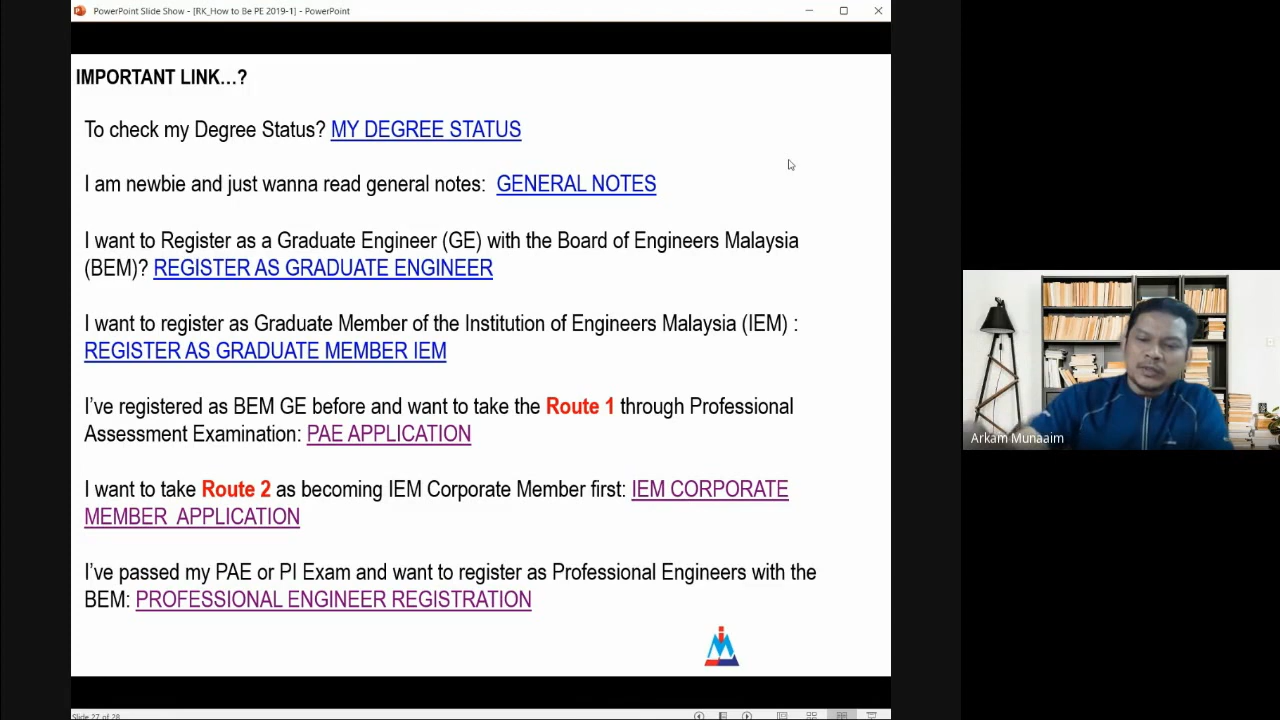 PowerPoint Slide Show - [RK_How to Be PE 2019-1] - PowerPoint
IMPORTANT LINK…?
To check my Degree Status? MY DEGREE STATUS
I am newbie and just wanna read general notes: GENERAL NOTES
I want to Register as a Graduate Engineer (GE) with the Board of Engineers Malaysia
(BEM)? REGISTER AS GRADUATE ENGINEER
I want to register as Graduate Member of the Institution of Engineers Malaysia (IEM) :
REGISTER AS GRADUATE MEMBER IEM
I've registered as BEM GE before and want to take the Route 1 through Professional
Assessment Examination: PAE APPLICATION
I want to take Route 2 as becoming IEM Corporate Member first: IEM CORPORATE
MEMBER APPLICATION
I've passed my PAE or PI Exam and want to register as Professional Engineers with the
BEM: PROFESSIONAL ENGINEER REGISTRATION
Slide 27 of 28
Arkam Munaaim